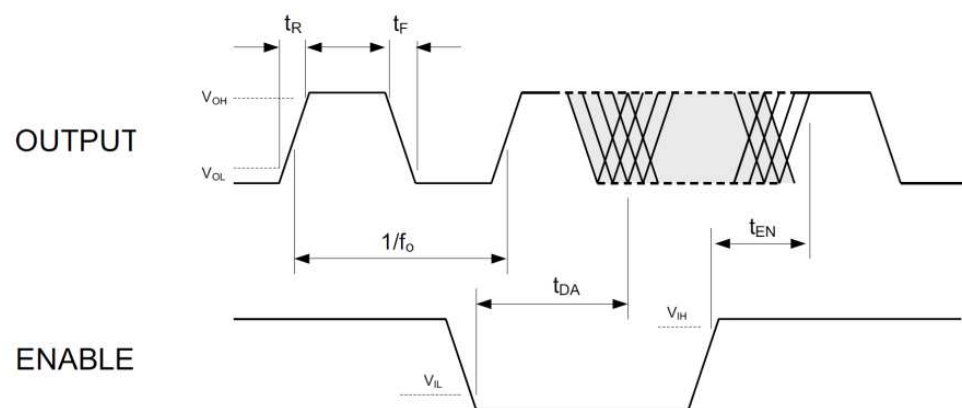 tR
tF
VOH
OUTPUT
VOL
tEN
1/fo
tDA
VIH
ENABLE
VIL